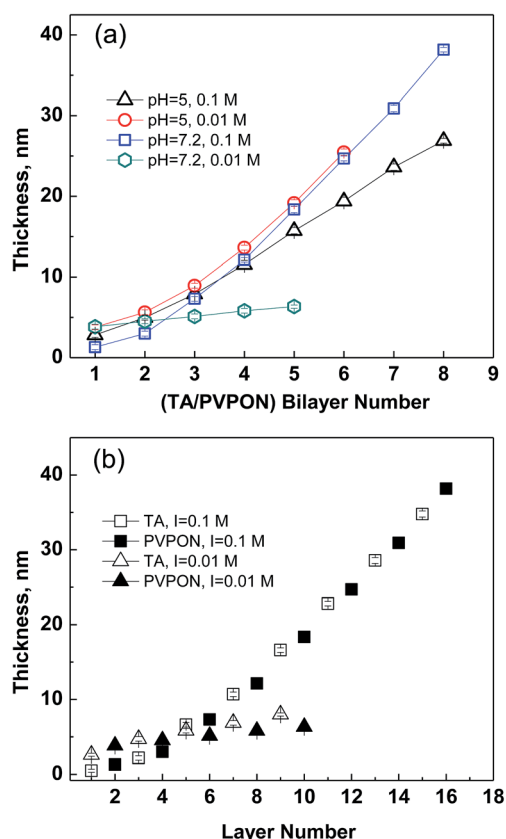 (a)
pH=5, 0.1 M
pH=5, 0.01 M
pH=7.2, 0.1 M
pH=7.2, 0.01 M
Thickness, nm
40
30
20
10
0
1 2 3 4 5 6 7 8 9
(TA/PVPON) Bilayer Number
(b)
TA, I=0.1 M
PVPON, I=0.1 M
TA, I=0.01 M
PVPON, I=0.01 M
Thickness, nm
40
30
20
10
0
2 4 6 8 10 12 14 16 18
Layer Number